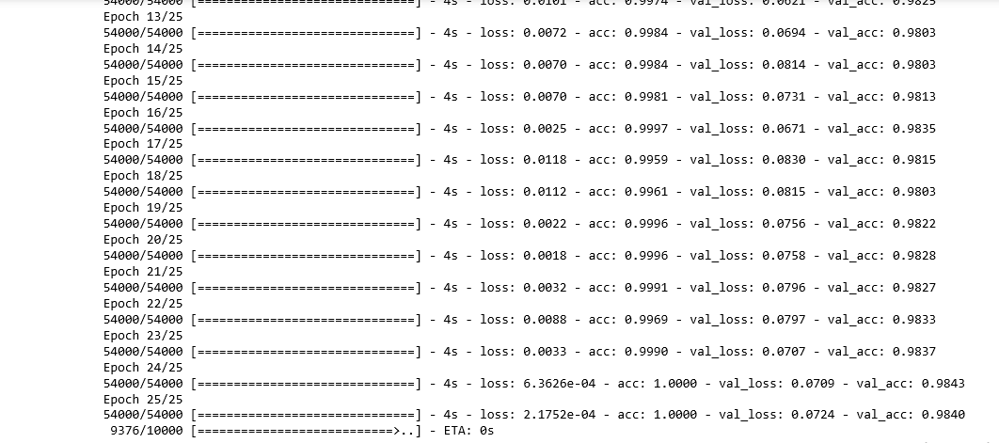 54000/54000 [==============================] - 4s - loss: 0.0101 - acc: 0.9974 - val_loss: 0.0621 - val_acc: 0.9825
Epoch 13/25
54000/54000 [==============================] - 4s - loss: 0.0072 - acc: 0.9984 - val_loss: 0.0694 - val_acc: 0.9803
Epoch 14/25
54000/54000 [==============================] - 4s - loss: 0.0070 - acc: 0.9984 - val_loss: 0.0814 - val_acc: 0.9803
Epoch 15/25
54000/54000 [==============================] - 4s - loss: 0.0070 - acc: 0.9981 - val_loss: 0.0731 - val_acc: 0.9813
Epoch 16/25
54000/54000 [==============================] - 4s - loss: 0.0025 - acc: 0.9997 - val_loss: 0.0671 - val_acc: 0.9835
Epoch 17/25
54000/54000 [==============================] - 4s - loss: 0.0118 - acc: 0.9959 - val_loss: 0.0830 - val_acc: 0.9815
Epoch 18/25
54000/54000 [==============================] - 4s - loss: 0.0112 - acc: 0.9961 - val_loss: 0.0815 - val_acc: 0.9803
Epoch 19/25
54000/54000 [==============================] - 4s - loss: 0.0022 - acc: 0.9996 - val_loss: 0.0756 - val_acc: 0.9822
Epoch 20/25
54000/54000 [==============================] - 4s - loss: 0.0018 - acc: 0.9996 - val_loss: 0.0758 - val_acc: 0.9828
Epoch 21/25
54000/54000 [==============================] - 4s - loss: 0.0032 - acc: 0.9991 - val_loss: 0.0796 - val_acc: 0.9827
Epoch 22/25
54000/54000 [==============================] - 4s - loss: 0.0088 - acc: 0.9969 - val_loss: 0.0797 - val_acc: 0.9833
Epoch 23/25
54000/54000 [==============================] - 4s - loss: 0.0033 - acc: 0.9990 - val_loss: 0.0707 - val_acc: 0.9837
Epoch 24/25
54000/54000 [==============================] - 4s - loss: 6.3626e-04 - acc: 1.0000 - val_loss: 0.0709 - val_acc: 0.9843
Epoch 25/25
54000/54000 [==============================] - 4s - loss: 2.1752e-04 - acc: 1.0000 - val_loss: 0.0724 - val_acc: 0.9840
9376/10000 [===========================>..] - ETA: 0s